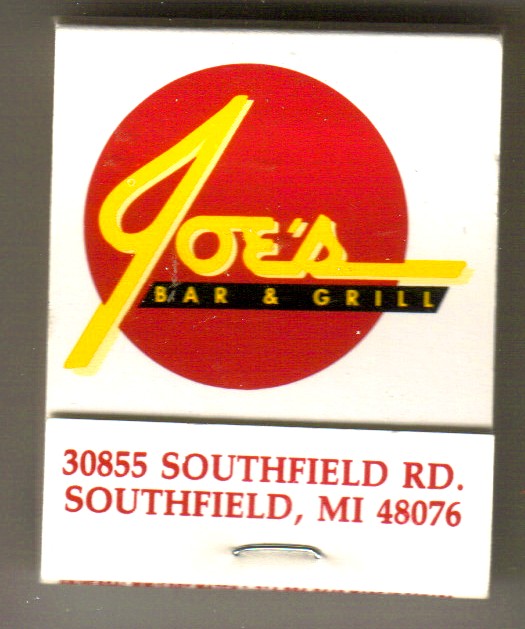 Joe's
BAR & GRILL
30855 SOUTHFIELD RD.
SOUTHFIELD, MI 48076